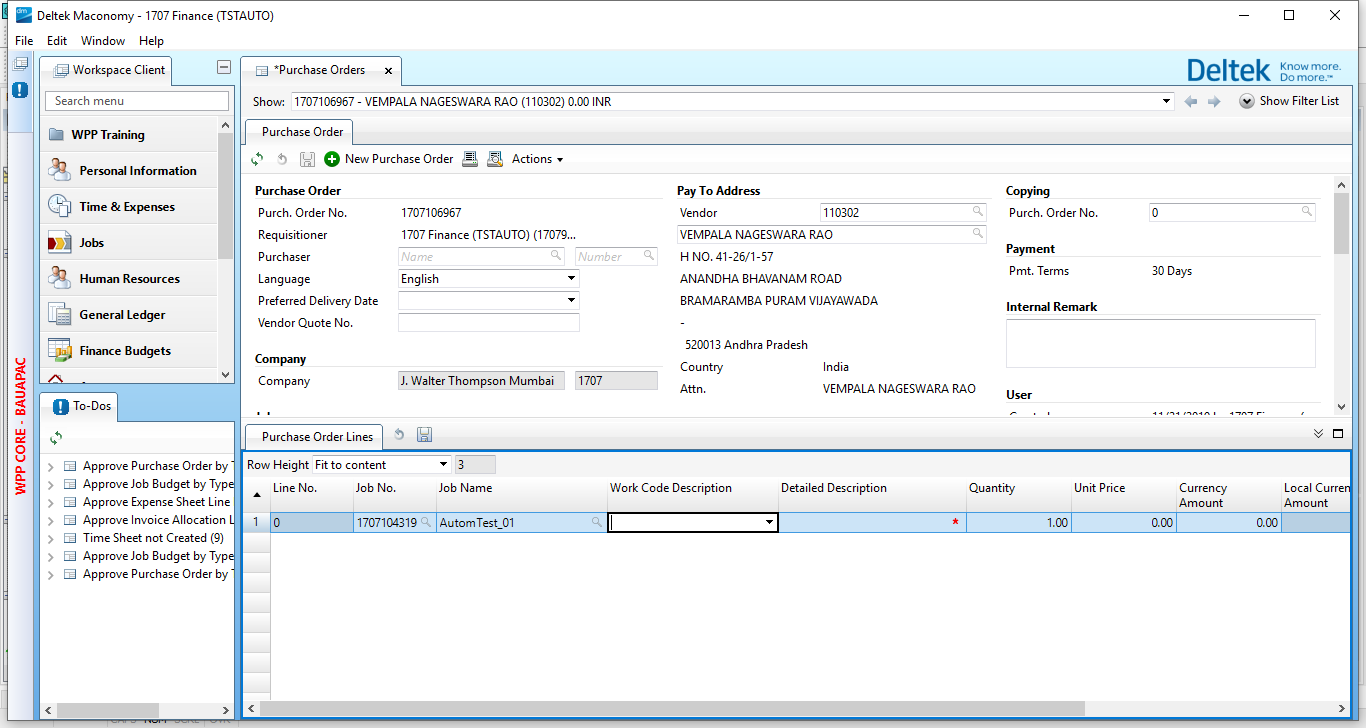 Deltek Maconomy - 1707 Finance (TSTAUTO)
File Edit Window Help
Workspace Client
Search menu
WPP Training
Personal Information
Time & Expenses
Jobs
Human Resources
General Ledger
Finance Budgets
WPP CORE - BAUAPAC
To-Dos
Approve Purchase Order by
Approve Job Budget by Type
Approve Expense Sheet Line
Approve Invoice Allocation L
Time Sheet not Created (9)
Approve Job Budget by Type
Approve Purchase Order by
*Purchase Orders
Deltek Know more.
Do more.™
Show: 1707106967 - VEMPALA NAGESWARA RAO (110302) 0.00 INR
Show Filter List
Purchase Order
New Purchase Order Actions
Purchase Order
Purch. Order No. 1707106967
Requisitioner 1707 Finance (TSTAUTO) (17079...
Purchaser Name Number
Language English
Preferred Delivery Date
Vendor Quote No.
Company
Company J. Walter Thompson Mumbai 1707
Pay To Address
Vendor 110302
VEMPALA NAGESWARA RAO
H NO. 41-26/1-57
ANANDHA BHAVANAM ROAD
BRAMARAMBA PURAM VIJAYAWADA
-
520013 Andhra Pradesh
Country India
Attn. VEMPALA NAGESWARA RAO
Copying
Purch. Order No. 0
Payment
Pmt. Terms 30 Days
Internal Remark
User
Purchase Order Lines
Row Height Fit to content 3
Line No. Job No. Job Name Work Code Description Detailed Description Quantity Unit Price Currency Amount Local Curren Amount
1 0 1707104319 AutomTest_01 * 1.00 0.00 0.00
CAPS NUM SCRL OVR